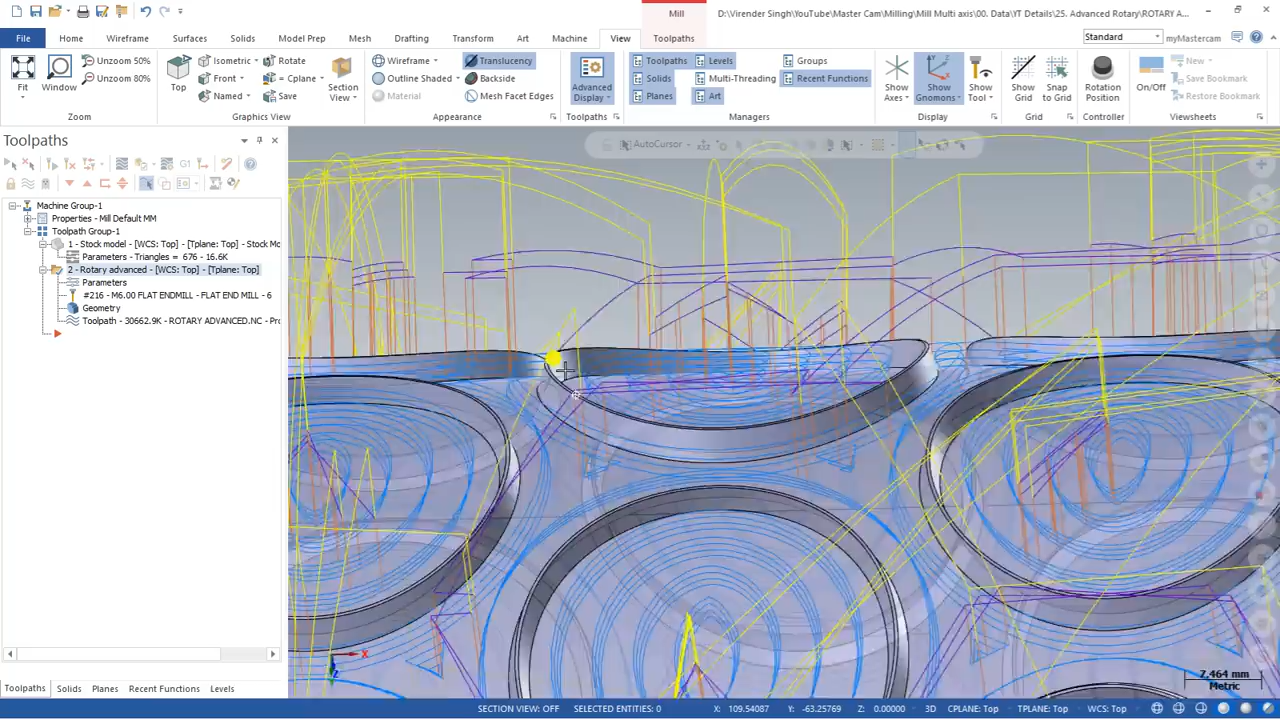 Mill
D:\Virender Singh\YouTube\Master Cam\Milling\Mill Multi axis\00. Data\YT Details\25. Advanced Rotary\ROTARY A...
File
Home
Wireframe
Surfaces
Solids
Model Prep
Mesh
Drafting
Transform
Art
Machine
View
Toolpaths
Standard
myMastercam
Fit
Window
Unzoom 50%
Unzoom 80%
Zoom
Top
Isometric
Front
Named
Rotate
= Cplane
Save
Section View
Graphics View
Wireframe
Outline Shaded
Material
Translucency
Backside
Mesh Facet Edges
Appearance
Advanced Display
Toolpaths
Toolpaths
Solids
Planes
Levels
Multi-Threading
Art
Groups
Recent Functions
Managers
Show Axes
Show Gnomons
Show Tool
Display
Show Grid
Snap to Grid
Grid
Rotation Position
Controller
On/Off
New
Save Bookmark
Restore Bookmark
Viewsheets
Toolpaths
AutoCursor
Machine Group-1
Properties - Mill Default MM
Toolpath Group-1
1 - Stock model - [WCS: Top] - [Tplane: Top] - Stock Mo
Parameters - Triangles = 676 - 16.6K
2 - Rotary advanced - [WCS: Top] - [Tplane: Top]
Parameters
#216 - M6.00 FLAT ENDMILL - FLAT END MILL - 6
Geometry
Toolpath - 30662.9K - ROTARY ADVANCED.NC - Pro
X
7.464 mm
Metric
Toolpaths
Solids
Planes
Recent Functions
Levels
SECTION VIEW: OFF
SELECTED ENTITIES: 0
X: 109.54087
Y: -63.25769
Z: 0.00000
3D
CPLANE: Top
TPLANE: Top
WCS: Top